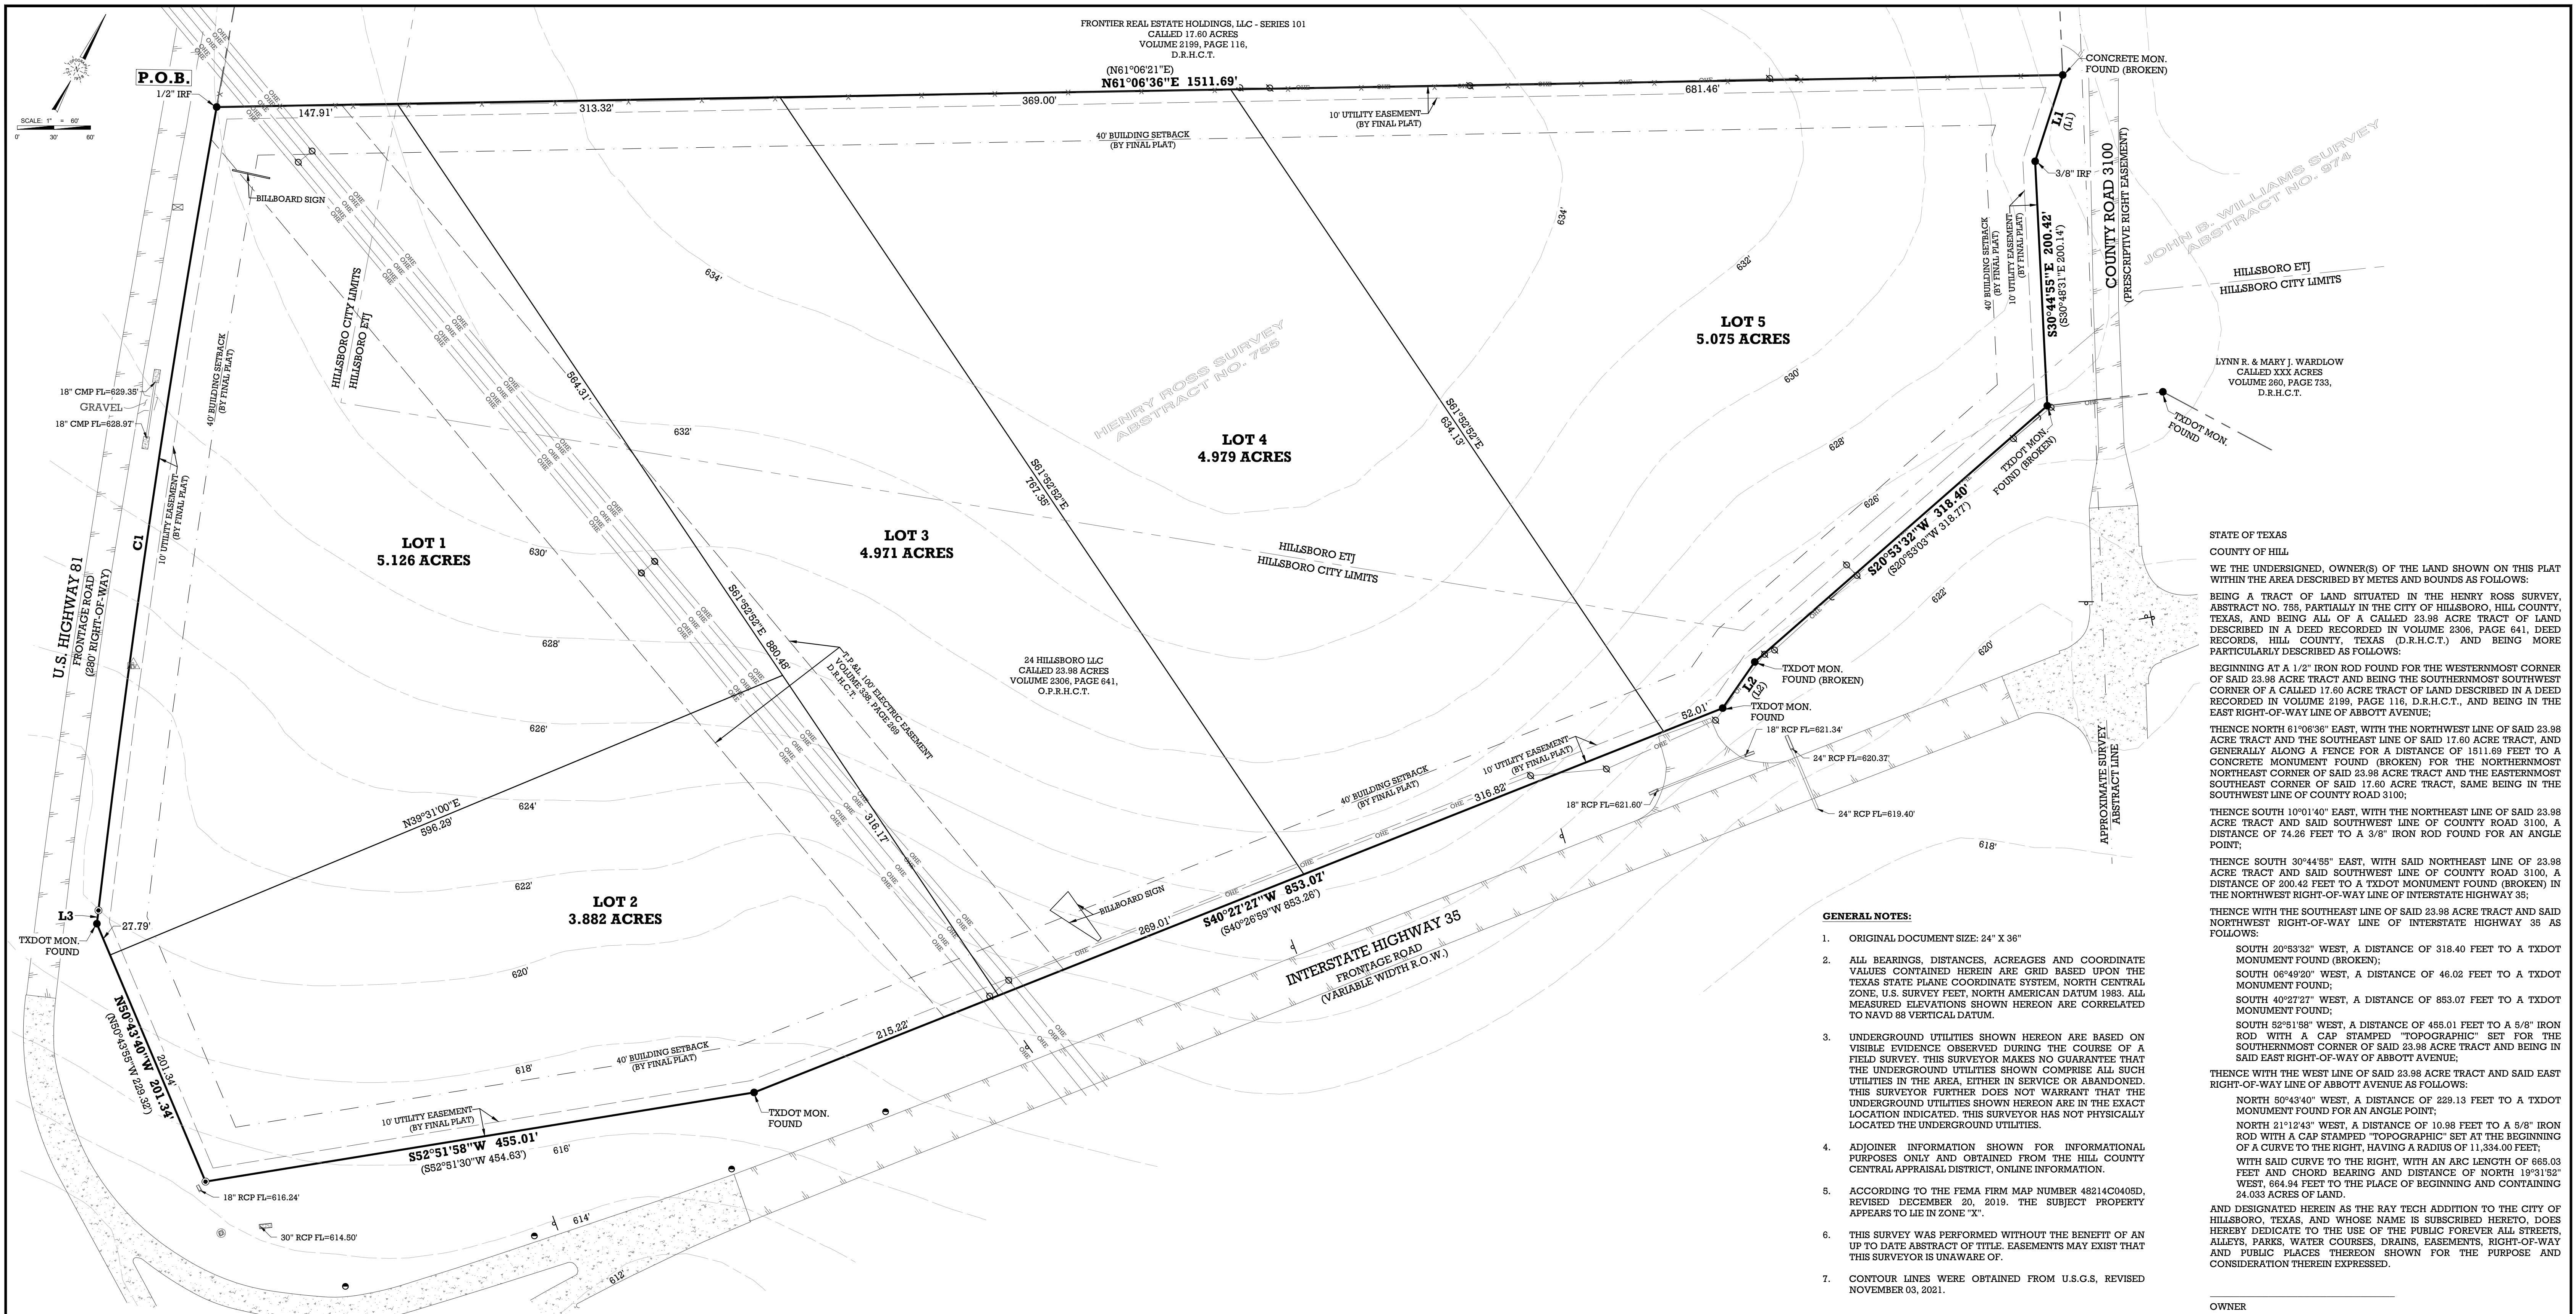 FRONTIER REAL ESTATE HOLDINGS, LLC - SERIES 101
CALLED 17.60 ACRES
VOLUME 2199, PAGE 116,
D.R.H.C.T.
(N61°06'21"E)
N61°06'36"E 1511.69'
P.O.B.
1/2" IRF
SCALE: 1" = 60'
0' 30' 60'
147.91'
313.32'
369.00'
681.46'
10' UTILITY EASEMENT
(BY FINAL PLAT)
40' BUILDING SETBACK
(BY FINAL PLAT)
CONCRETE MON.
FOUND (BROKEN)
L1
(L1)
3/8" IRF
COUNTY ROAD 3100
(PRESCRIPTIVE RIGHT EASEMENT)
JOHN B. WILLIAMS SURVEY
ABSTRACT NO. 974
40' BUILDING SETBACK
(BY FINAL PLAT)
10' UTILITY EASEMENT
(BY FINAL PLAT)
S30°44'55"E 200.42'
(S30°48'31"E 200.14')
HILLSBORO ETJ
HILLSBORO CITY LIMITS
LYNN R. & MARY J. WARDLOW
CALLED XXX ACRES
VOLUME 260, PAGE 733,
D.R.H.C.T.
TXDOT MON.
FOUND
TXDOT MON.
FOUND (BROKEN)
BILLBOARD SIGN
HILLSBORO CITY LIMITS
HILLSBORO ETJ
634'
634'
632'
632'
630'
630'
628'
628'
626'
626'
624'
622'
622'
620'
620'
618'
618'
616'
614'
612'
OHE
LOT 5
5.075 ACRES
HENRY ROSS SURVEY
ABSTRACT NO. 755
LOT 4
4.979 ACRES
LOT 3
4.971 ACRES
LOT 1
5.126 ACRES
LOT 2
3.882 ACRES
564.31'
S61°52'52"E 880.48'
316.17'
S61°52'52"E
767.35'
S61°52'52"E
634.13'
18" CMP FL=629.35'
GRAVEL
18" CMP FL=628.97'
40' BUILDING SETBACK
(BY FINAL PLAT)
10' UTILITY EASEMENT
(BY FINAL PLAT)
C1
U.S. HIGHWAY 81
FRONTAGE ROAD
(280' RIGHT-OF-WAY)
HILLSBORO ETJ
HILLSBORO CITY LIMITS
S20°53'32"W 318.40'
(S20°53'03"W 318.77')
T.P.&L. 100' ELECTRIC EASEMENT
VOLUME 338, PAGE 269
D.R.H.C.T.
24 HILLSBORO LLC
CALLED 23.98 ACRES
VOLUME 2306, PAGE 641,
O.P.R.H.C.T.
TXDOT MON.
FOUND (BROKEN)
L2
(L2)
TXDOT MON.
FOUND
52.01'
18" RCP FL=621.34'
24" RCP FL=620.37'
18" RCP FL=621.60'
24" RCP FL=619.40'
APPROXIMATE SURVEY
ABSTRACT LINE
N39°31'00"E
596.29'
10' UTILITY EASEMENT
(BY FINAL PLAT)
40' BUILDING SETBACK
(BY FINAL PLAT)
316.82'
BILLBOARD SIGN
269.01'
S40°27'27"W 853.07'
(S40°26'59"W 853.26')
INTERSTATE HIGHWAY 35
FRONTAGE ROAD
(VARIABLE WIDTH R.O.W.)
L3
27.79'
TXDOT MON.
FOUND
N50°43'40"W 201.34'
(N50°43'55"W 229.32')
201.34'
215.22'
40' BUILDING SETBACK
(BY FINAL PLAT)
10' UTILITY EASEMENT
(BY FINAL PLAT)
TXDOT MON.
FOUND
S52°51'58"W 455.01'
(S52°51'30"W 454.63')
18" RCP FL=616.24'
30" RCP FL=614.50'
GENERAL NOTES:
1. ORIGINAL DOCUMENT SIZE: 24" X 36"
2. ALL BEARINGS, DISTANCES, ACREAGES AND COORDINATE
VALUES CONTAINED HEREIN ARE GRID BASED UPON THE
TEXAS STATE PLANE COORDINATE SYSTEM, NORTH CENTRAL
ZONE, U.S. SURVEY FEET, NORTH AMERICAN DATUM 1983. ALL
MEASURED ELEVATIONS SHOWN HEREON ARE CORRELATED
TO NAVD 88 VERTICAL DATUM.
3. UNDERGROUND UTILITIES SHOWN HEREON ARE BASED ON
VISIBLE EVIDENCE OBSERVED DURING THE COURSE OF A
FIELD SURVEY. THIS SURVEYOR MAKES NO GUARANTEE THAT
THE UNDERGROUND UTILITIES SHOWN COMPRISE ALL SUCH
UTILITIES IN THE AREA, EITHER IN SERVICE OR ABANDONED.
THIS SURVEYOR FURTHER DOES NOT WARRANT THAT THE
UNDERGROUND UTILITIES SHOWN HEREON ARE IN THE EXACT
LOCATION INDICATED. THIS SURVEYOR HAS NOT PHYSICALLY
LOCATED THE UNDERGROUND UTILITIES.
4. ADJOINER INFORMATION SHOWN FOR INFORMATIONAL
PURPOSES ONLY AND OBTAINED FROM THE HILL COUNTY
CENTRAL APPRAISAL DISTRICT, ONLINE INFORMATION.
5. ACCORDING TO THE FEMA FIRM MAP NUMBER 48214C0405D,
REVISED DECEMBER 20, 2019. THE SUBJECT PROPERTY
APPEARS TO LIE IN ZONE "X".
6. THIS SURVEY WAS PERFORMED WITHOUT THE BENEFIT OF AN
UP TO DATE ABSTRACT OF TITLE. EASEMENTS MAY EXIST THAT
THIS SURVEYOR IS UNAWARE OF.
7. CONTOUR LINES WERE OBTAINED FROM U.S.G.S, REVISED
NOVEMBER 03, 2021.
STATE OF TEXAS
COUNTY OF HILL
WE THE UNDERSIGNED, OWNER(S) OF THE LAND SHOWN ON THIS PLAT
WITHIN THE AREA DESCRIBED BY METES AND BOUNDS AS FOLLOWS:
BEING A TRACT OF LAND SITUATED IN THE HENRY ROSS SURVEY,
ABSTRACT NO. 755, PARTIALLY IN THE CITY OF HILLSBORO, HILL COUNTY,
TEXAS, AND BEING ALL OF A CALLED 23.98 ACRE TRACT OF LAND
DESCRIBED IN A DEED RECORDED IN VOLUME 2306, PAGE 641, DEED
RECORDS, HILL COUNTY, TEXAS (D.R.H.C.T.) AND BEING MORE
PARTICULARLY DESCRIBED AS FOLLOWS:
BEGINNING AT A 1/2" IRON ROD FOUND FOR THE WESTERNMOST CORNER
OF SAID 23.98 ACRE TRACT AND BEING THE SOUTHERNMOST SOUTHWEST
CORNER OF A CALLED 17.60 ACRE TRACT OF LAND DESCRIBED IN A DEED
RECORDED IN VOLUME 2199, PAGE 116, D.R.H.C.T., AND BEING IN THE
EAST RIGHT-OF-WAY LINE OF ABBOTT AVENUE;
THENCE NORTH 61°06'36" EAST, WITH THE NORTHWEST LINE OF SAID 23.98
ACRE TRACT AND THE SOUTHEAST LINE OF SAID 17.60 ACRE TRACT, AND
GENERALLY ALONG A FENCE FOR A DISTANCE OF 1511.69 FEET TO A
CONCRETE MONUMENT FOUND (BROKEN) FOR THE NORTHERNMOST
NORTHEAST CORNER OF SAID 23.98 ACRE TRACT AND THE EASTERNMOST
SOUTHEAST CORNER OF SAID 17.60 ACRE TRACT, SAME BEING IN THE
SOUTHWEST LINE OF COUNTY ROAD 3100;
THENCE SOUTH 10°01'40" EAST, WITH THE NORTHEAST LINE OF SAID 23.98
ACRE TRACT AND SAID SOUTHWEST LINE OF COUNTY ROAD 3100, A
DISTANCE OF 74.26 FEET TO A 3/8" IRON ROD FOUND FOR AN ANGLE
POINT;
THENCE SOUTH 30°44'55" EAST, WITH SAID NORTHEAST LINE OF 23.98
ACRE TRACT AND SAID SOUTHWEST LINE OF COUNTY ROAD 3100, A
DISTANCE OF 200.42 FEET TO A TXDOT MONUMENT FOUND (BROKEN) IN
THE NORTHWEST RIGHT-OF-WAY LINE OF INTERSTATE HIGHWAY 35;
THENCE WITH THE SOUTHEAST LINE OF SAID 23.98 ACRE TRACT AND SAID
NORTHWEST RIGHT-OF-WAY LINE OF INTERSTATE HIGHWAY 35 AS
FOLLOWS:
SOUTH 20°53'32" WEST, A DISTANCE OF 318.40 FEET TO A TXDOT
MONUMENT FOUND (BROKEN);
SOUTH 06°49'20" WEST, A DISTANCE OF 46.02 FEET TO A TXDOT
MONUMENT FOUND;
SOUTH 40°27'27" WEST, A DISTANCE OF 853.07 FEET TO A TXDOT
MONUMENT FOUND;
SOUTH 52°51'58" WEST, A DISTANCE OF 455.01 FEET TO A 5/8" IRON
ROD WITH A CAP STAMPED "TOPOGRAPHIC" SET FOR THE
SOUTHERNMOST CORNER OF SAID 23.98 ACRE TRACT AND BEING IN
SAID EAST RIGHT-OF-WAY OF ABBOTT AVENUE;
THENCE WITH THE WEST LINE OF SAID 23.98 ACRE TRACT AND SAID EAST
RIGHT-OF-WAY LINE OF ABBOTT AVENUE AS FOLLOWS:
NORTH 50°43'40" WEST, A DISTANCE OF 229.13 FEET TO A TXDOT
MONUMENT FOUND FOR AN ANGLE POINT;
NORTH 21°12'43" WEST, A DISTANCE OF 10.98 FEET TO A 5/8" IRON
ROD WITH A CAP STAMPED "TOPOGRAPHIC" SET AT THE BEGINNING
OF A CURVE TO THE RIGHT, HAVING A RADIUS OF 11,334.00 FEET;
WITH SAID CURVE TO THE RIGHT, WITH AN ARC LENGTH OF 665.03
FEET AND CHORD BEARING AND DISTANCE OF NORTH 19°31'52"
WEST, 664.94 FEET TO THE PLACE OF BEGINNING AND CONTAINING
24.033 ACRES OF LAND.
AND DESIGNATED HEREIN AS THE RAY TECH ADDITION TO THE CITY OF
HILLSBORO, TEXAS, AND WHOSE NAME IS SUBSCRIBED HERETO, DOES
HEREBY DEDICATE TO THE USE OF THE PUBLIC FOREVER ALL STREETS,
ALLEYS, PARKS, WATER COURSES, DRAINS, EASEMENTS, RIGHT-OF-WAY
AND PUBLIC PLACES THEREON SHOWN FOR THE PURPOSE AND
CONSIDERATION THEREIN EXPRESSED.
OWNER